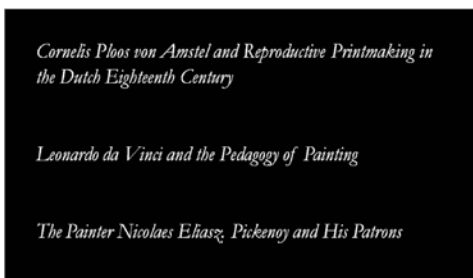 Cornelis Ploos von Amstel and Reproductive Printmaking in
the Dutch Eighteenth Century
Leonardo da Vinci and the Pedagogy of Painting
The Painter Nicolaes Eliasz. Pickenoy and His Patrons